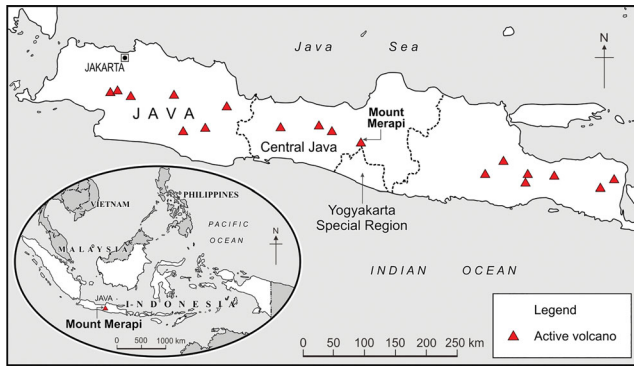 Java Sea
N
JAKARTA
JAVA
Mount
Merapi
Central Java
Yogyakarta
Special Region
INDIAN OCEAN
PHILIPPINES
VIETNAM
PACIFIC
OCEAN
N
MALAYSIA
INDONESIA
JAVA
Mount Merapi
0 500 1000 km
0 50 100 150 200 250 km
Legend
Active volcano